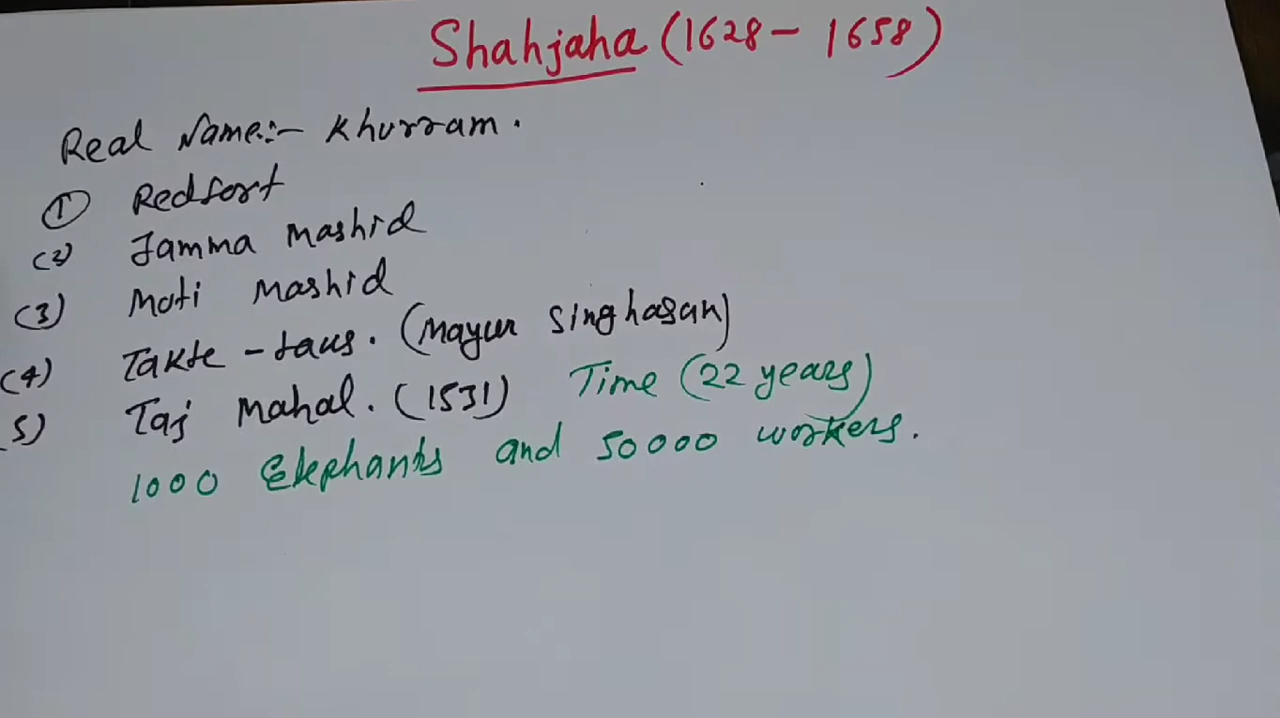 Shahjaha (1628 - 1658)
Real Name:- Khurram.
① Redfort
(2) Jamma Mashid
(3) Moti Mashid
(4) Takte-taus. (Mayur Singhasan)
5) Taj Mahal. (1531) Time (22 years)
1000 Elephants and 50000 workers.